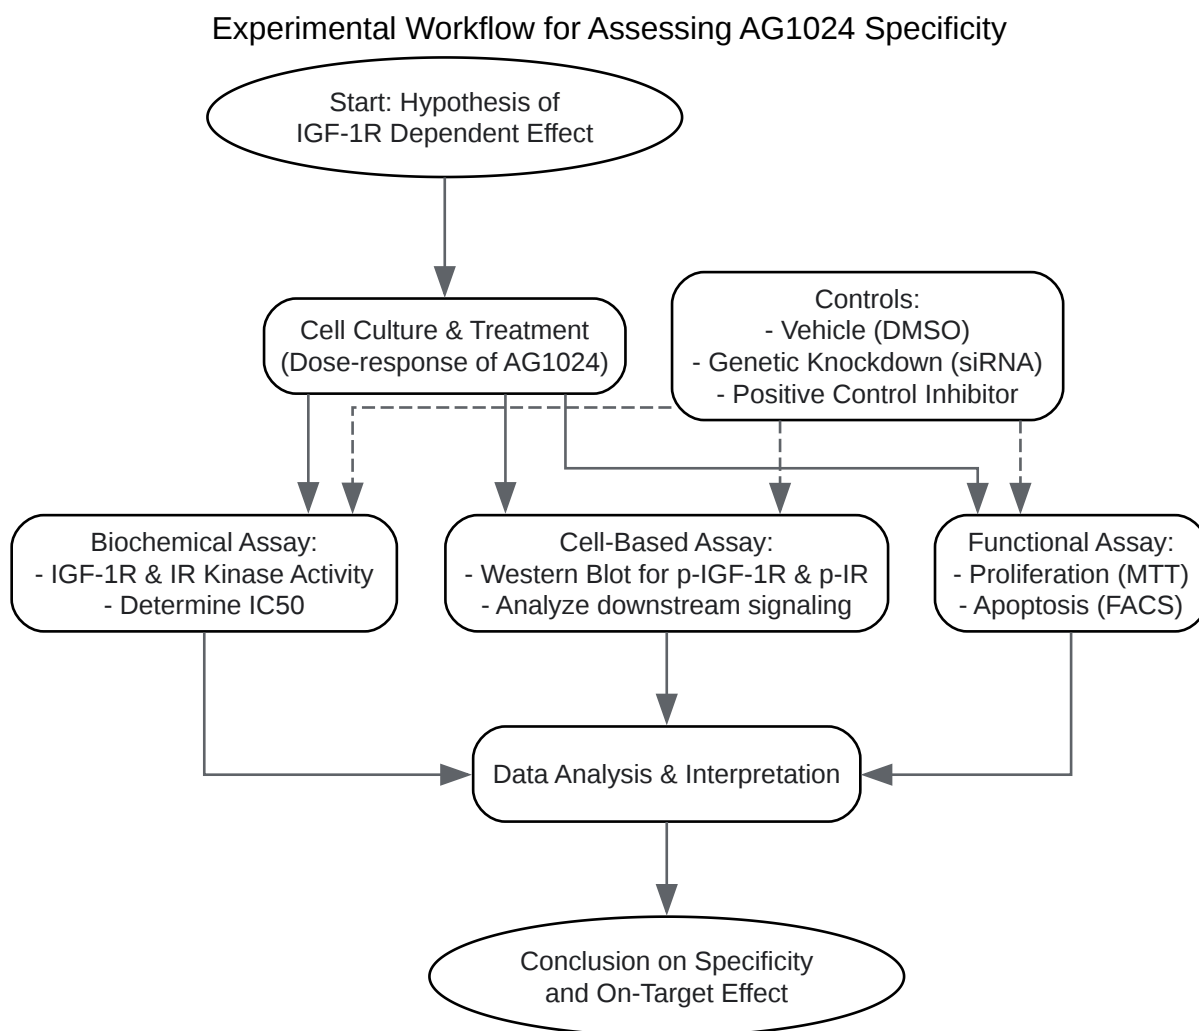 Experimental Workflow for Assessing AG1024 Specificity
Start: Hypothesis of
IGF-1R Dependent Effect
Cell Culture & Treatment
(Dose-response of AG1024)
Controls:
- Vehicle (DMSO)
- Genetic Knockdown (siRNA)
- Positive Control Inhibitor
Biochemical Assay:
- IGF-1R & IR Kinase Activity
- Determine IC50
Cell-Based Assay:
- Western Blot for p-IGF-1R & p-IR
- Analyze downstream signaling
Functional Assay:
- Proliferation (MTT)
- Apoptosis (FACS)
Data Analysis & Interpretation
Conclusion on Specificity
and On-Target Effect